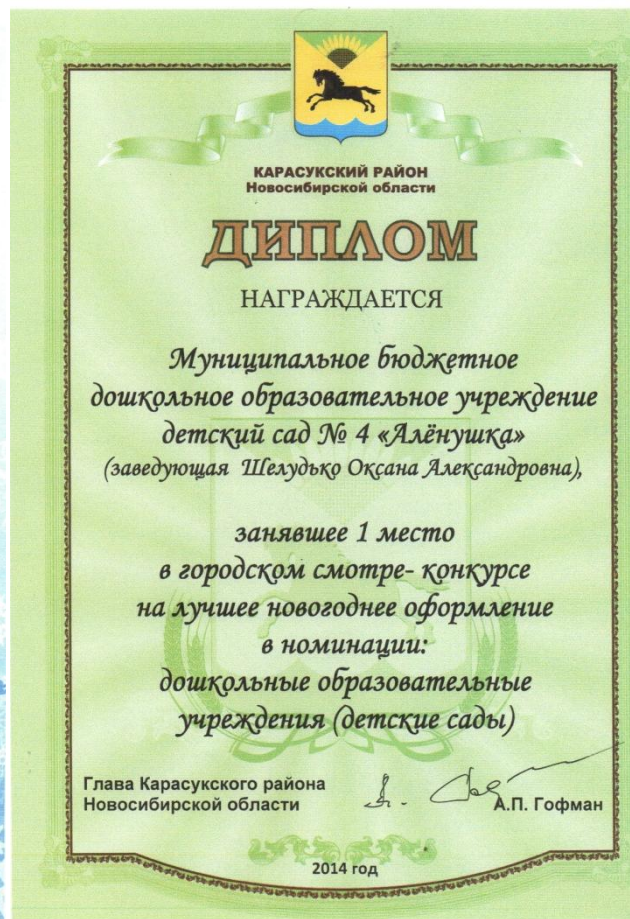 КАРАСУКСКИЙ РАЙОН
Новосибирской области
ДИПЛОМ
НАГРАЖДАЕТСЯ
Муниципальное бюджетное
дошкольное образовательное учреждение
детский сад № 4 «Алёнушка»
(заведующая Шелудько Оксана Александровна),
занявшее 1 место
в городском смотре- конкурсе
на лучшее новогоднее оформление
в номинации:
дошкольные образовательные
учреждения (детские сады)
Глава Карасукского района
Новосибирской области
А.П. Гофман
2014 год